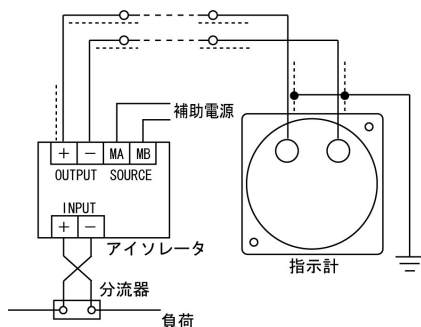 補助電源
+ − MA MB
OUTPUT SOURCE
INPUT
+ −
アイソレータ
指示計
分流器
負荷